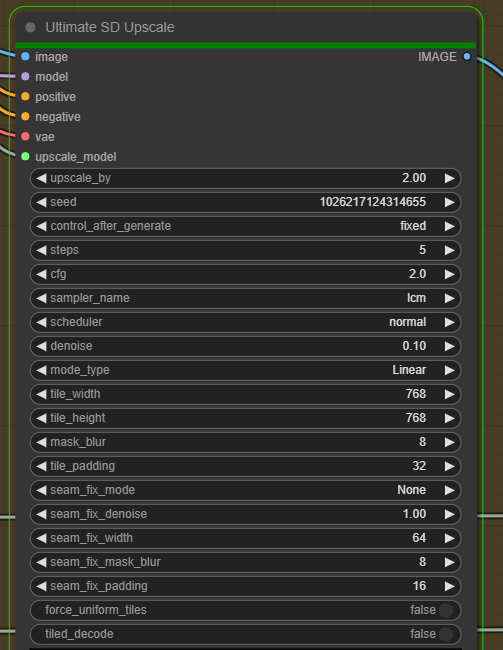 Ultimate SD Upscale
image IMAGE
model
positive
negative
vae
upscale_model
upscale_by 2.00
seed 1026217124314655
control_after_generate fixed
steps 5
cfg 2.0
sampler_name lcm
scheduler normal
denoise 0.10
mode_type Linear
tile_width 768
tile_height 768
mask_blur 8
tile_padding 32
seam_fix_mode None
seam_fix_denoise 1.00
seam_fix_width 64
seam_fix_mask_blur 8
seam_fix_padding 16
force_uniform_tiles false
tiled_decode false